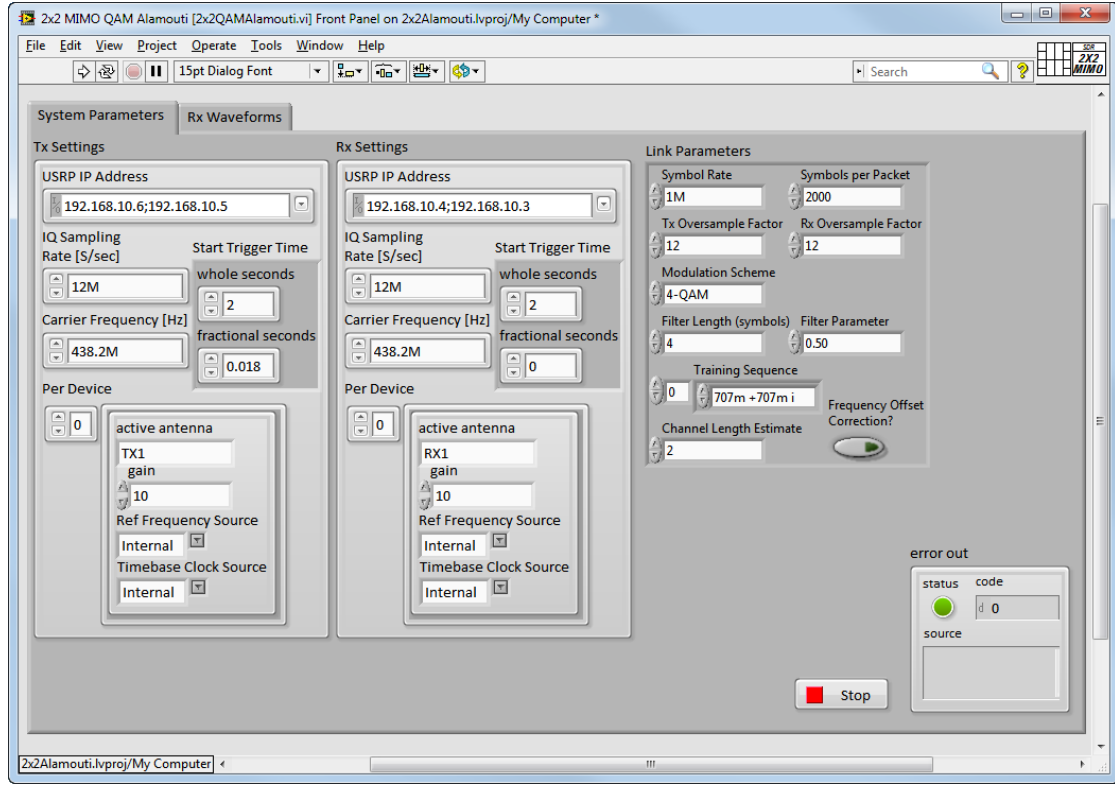 2x2 MIMO QAM Alamouti [2x2QAMAlamouti.vi] Front Panel on 2x2Alamouti.lvproj/My Computer *
File Edit View Project Operate Tools Window Help
15pt Dialog Font
Search
SDR
2X2
MIMO
System Parameters
Rx Waveforms
Tx Settings
USRP IP Address
192.168.10.6;192.168.10.5
IQ Sampling
Rate [S/sec]
12M
Carrier Frequency [Hz]
438.2M
Start Trigger Time
whole seconds
2
fractional seconds
0.018
Per Device
0
active antenna
TX1
gain
10
Ref Frequency Source
Internal
Timebase Clock Source
Internal
Rx Settings
USRP IP Address
192.168.10.4;192.168.10.3
IQ Sampling
Rate [S/sec]
12M
Carrier Frequency [Hz]
438.2M
Start Trigger Time
whole seconds
2
fractional seconds
0
Per Device
0
active antenna
RX1
gain
10
Ref Frequency Source
Internal
Timebase Clock Source
Internal
Link Parameters
Symbol Rate
1M
Symbols per Packet
2000
Tx Oversample Factor
12
Rx Oversample Factor
12
Modulation Scheme
4-QAM
Filter Length (symbols)
4
Filter Parameter
0.50
Training Sequence
0
707m +707m i
Frequency Offset
Correction?
Channel Length Estimate
2
error out
status
code
d 0
source
Stop
2x2Alamouti.lvproj/My Computer